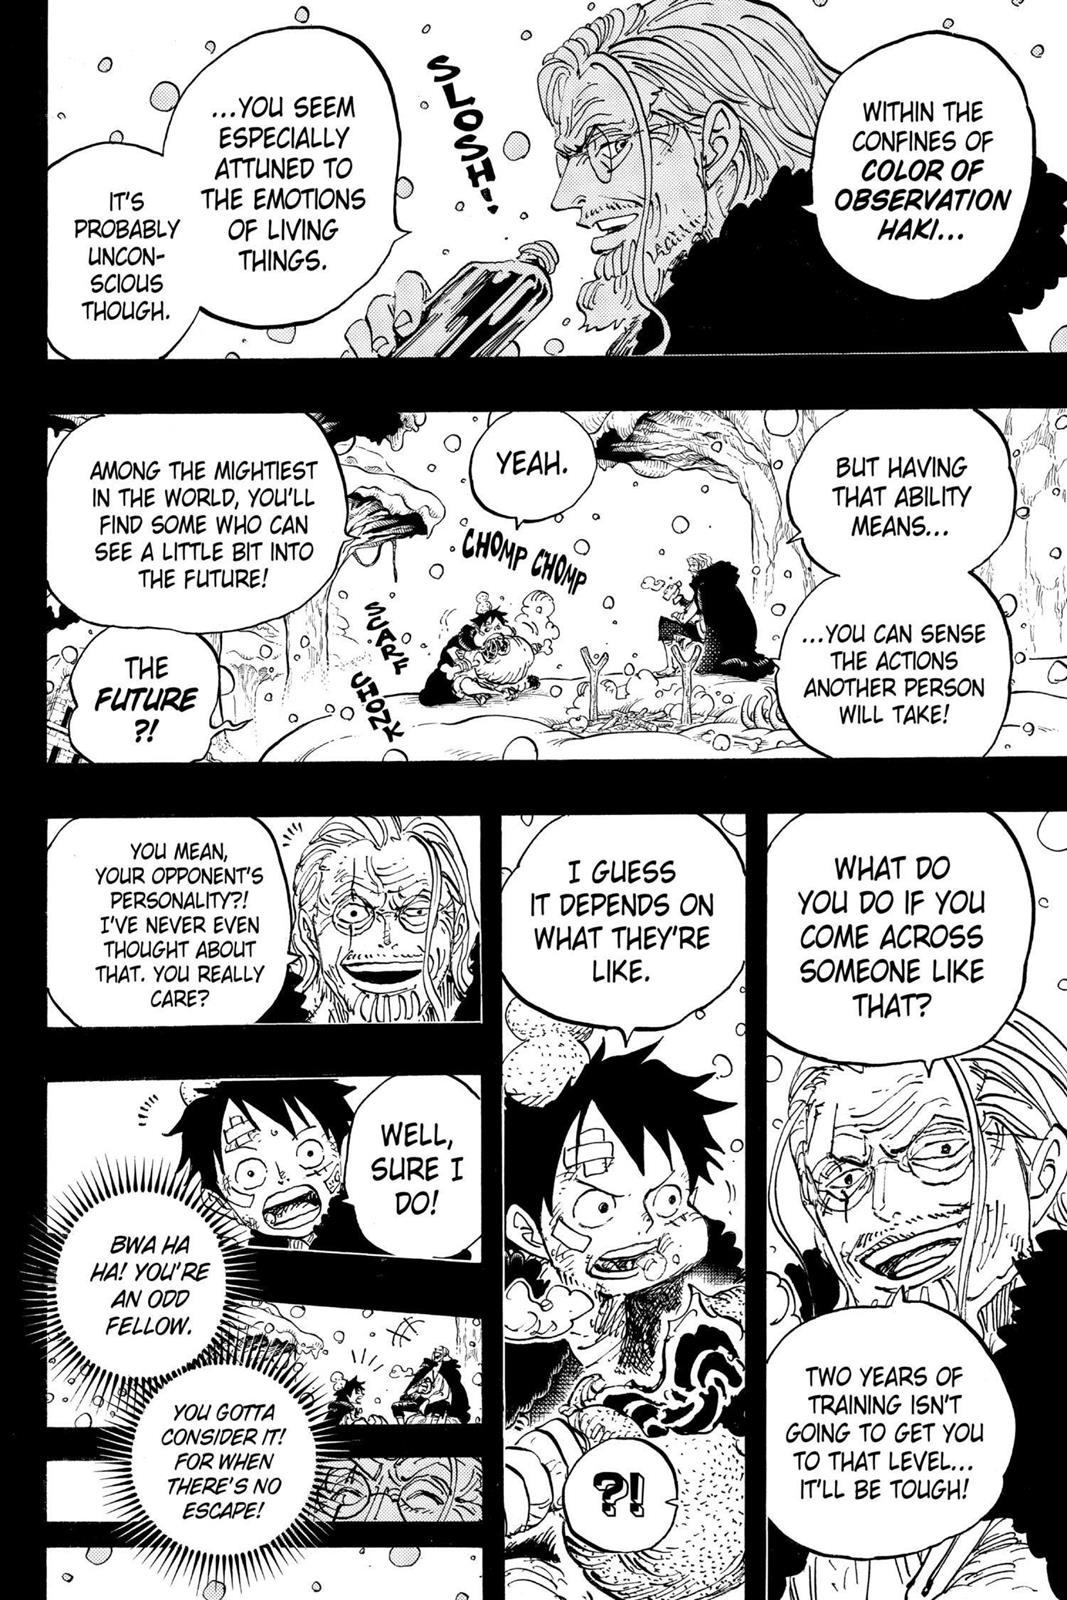 WITHIN THE
CONFINES OF
COLOR OF
OBSERVATION
HAKI...
SLOSH!
...YOU SEEM
ESPECIALLY
ATTUNED TO
THE EMOTIONS
OF LIVING
THINGS.
IT'S
PROBABLY
UNCON-
SCIOUS
THOUGH.
BUT HAVING
THAT ABILITY
MEANS...
...YOU CAN SENSE
THE ACTIONS
ANOTHER PERSON
WILL TAKE!
YEAH.
CHOMP CHOMP
SCARF
CHONK
AMONG THE MIGHTIEST
IN THE WORLD, YOU'LL
FIND SOME WHO CAN
SEE A LITTLE BIT INTO
THE FUTURE!
THE
FUTURE
?!
WHAT DO
YOU DO IF YOU
COME ACROSS
SOMEONE LIKE
THAT?
TWO YEARS OF
TRAINING ISN'T
GOING TO GET YOU
TO THAT LEVEL...
IT'LL BE TOUGH!
I GUESS
IT DEPENDS ON
WHAT THEY'RE
LIKE.
?!
YOU MEAN,
YOUR OPPONENT'S
PERSONALITY?!
I'VE NEVER EVEN
THOUGHT ABOUT
THAT. YOU REALLY
CARE?
WELL,
SURE I
DO!
BWA HA
HA! YOU'RE
AN ODD
FELLOW.
YOU GOTTA
CONSIDER IT!
FOR WHEN
THERE'S NO
ESCAPE!